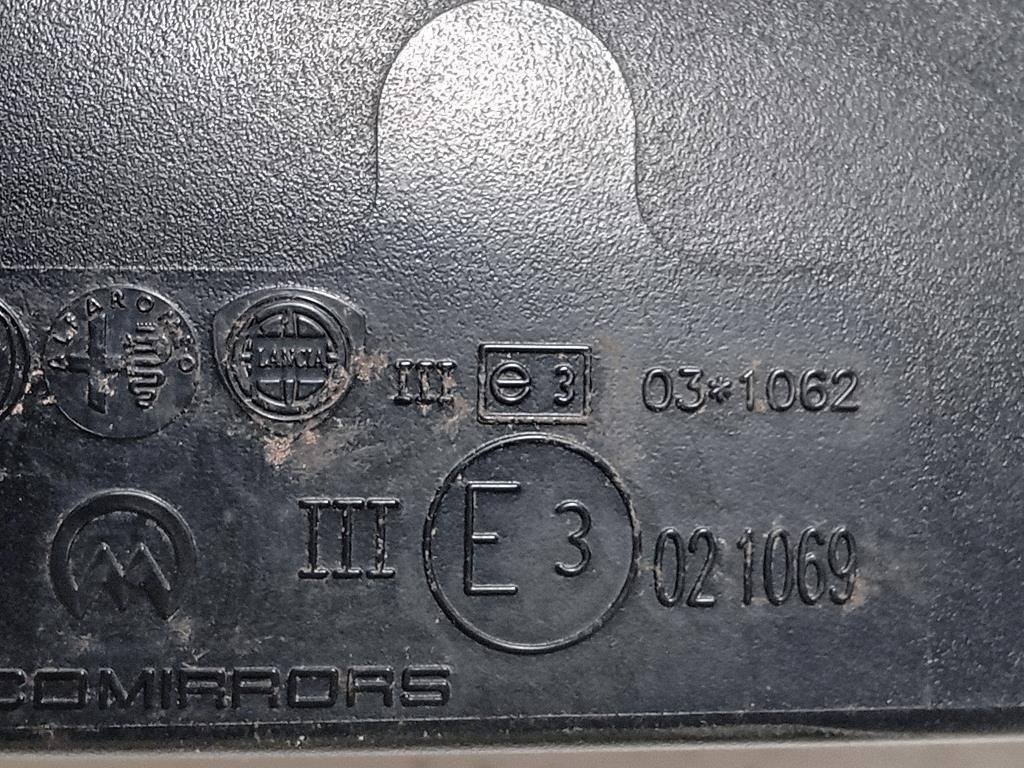 ALFA ROMEO
LANCIA
III e 3 03*1062
III E 3 02 1069
COMIRRORS